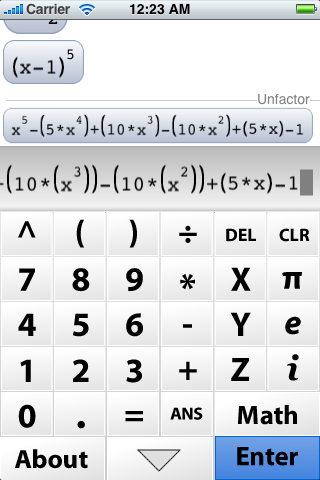 Carrier 12:23 AM
2
(x-1)^5
Unfactor
x^5-(5*x^4)+(10*x^3)-(10*x^2)+(5*x)-1
(10*(x^3))-(10*(x^2))+(5*x)-1
^ ( ) ÷ DEL CLR
7 8 9 * X π
4 5 6 - Y e
1 2 3 + Z i
0 . = ANS Math
About Enter